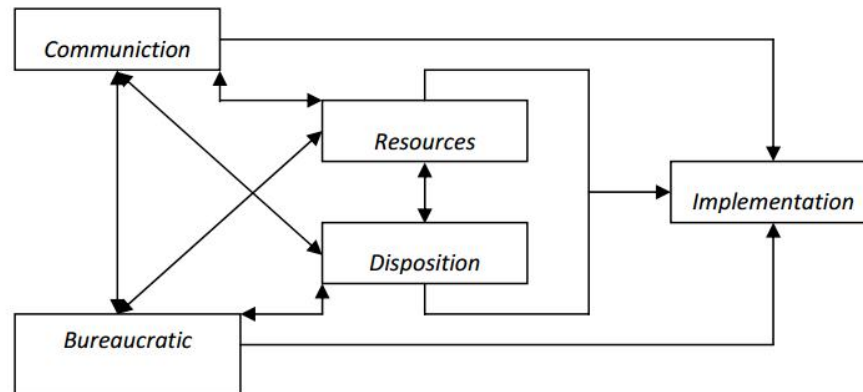 Communiction
Resources
Implementation
Disposition
Bureaucratic